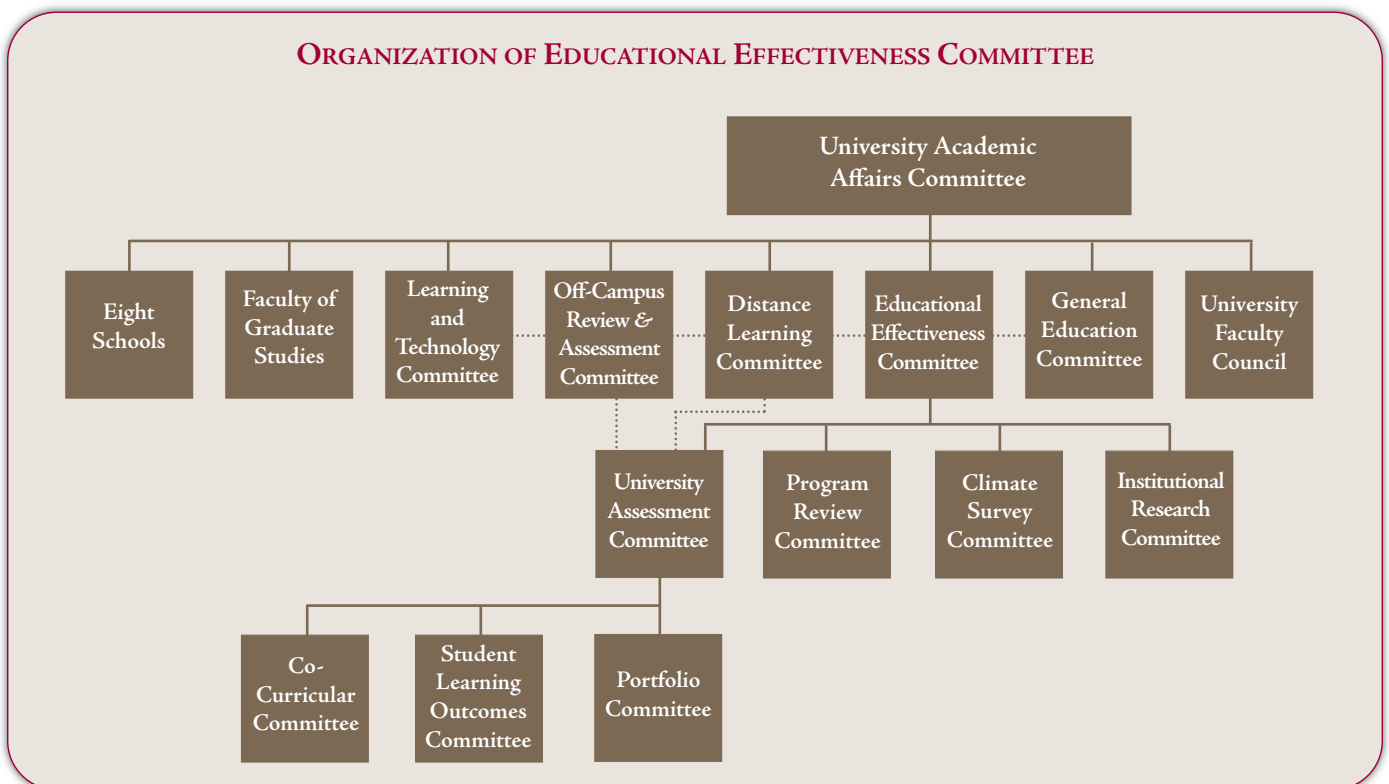 Organization of Educational Effectiveness Committee
University Academic
Affairs Committee
Eight
Schools
Faculty of
Graduate
Studies
Learning
and
Technology
Committee
Off-Campus
Review &
Assessment
Committee
Distance
Learning
Committee
Educational
Effectiveness
Committee
General
Education
Committee
University
Faculty
Council
University
Assessment
Committee
Program
Review
Committee
Climate
Survey
Committee
Institutional
Research
Committee
Co-
Curricular
Committee
Student
Learning
Outcomes
Committee
Portfolio
Committee